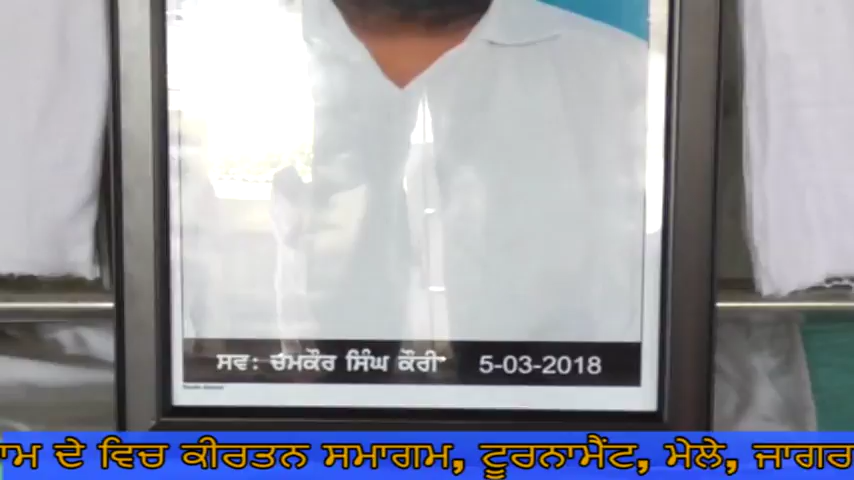 ਸਵ: ਚਮਕੌਰ ਸਿੰਘ ਕੌਰੀ 5-03-2018
ਦੇ ਵਿਚ ਕੀਰਤਨ ਸਮਾਗਮ, ਟੂਰਨਾਮੈਂਟ, ਮੇਲੇ,